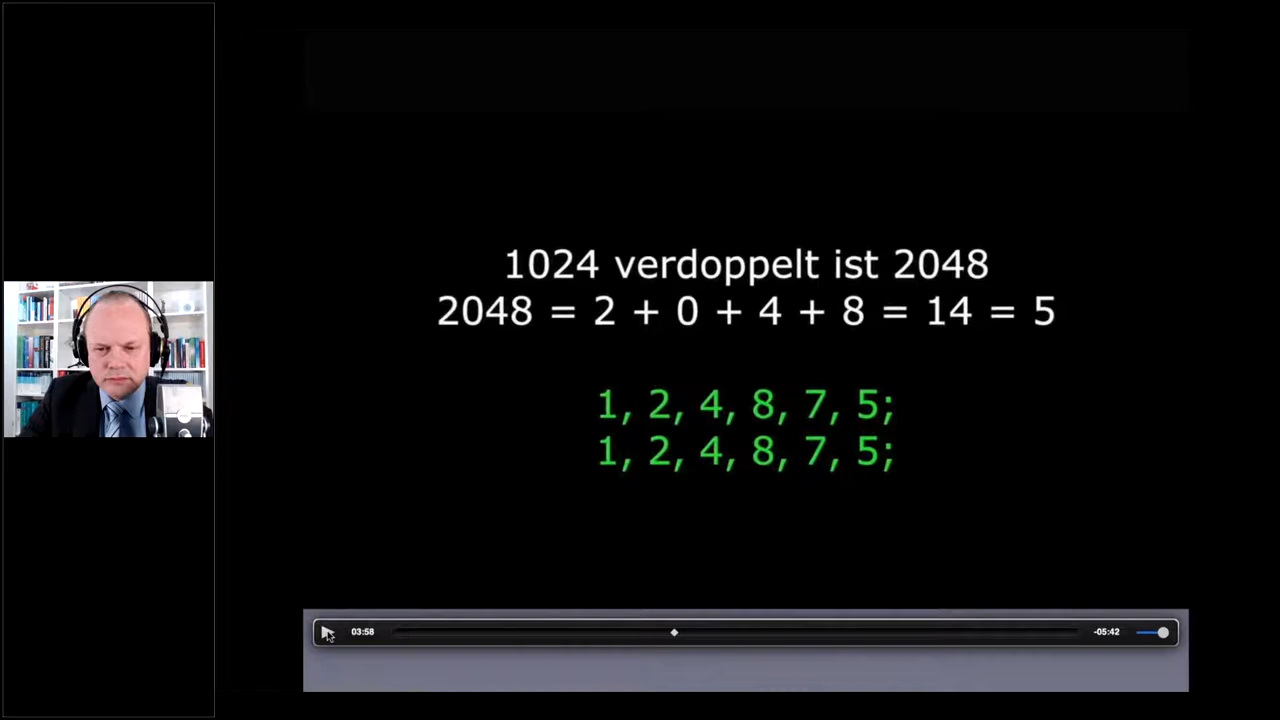 1024 verdoppelt ist 2048
2048 = 2 + 0 + 4 + 8 = 14 = 5
1, 2, 4, 8, 7, 5;
1, 2, 4, 8, 7, 5;
03:58 -05:42